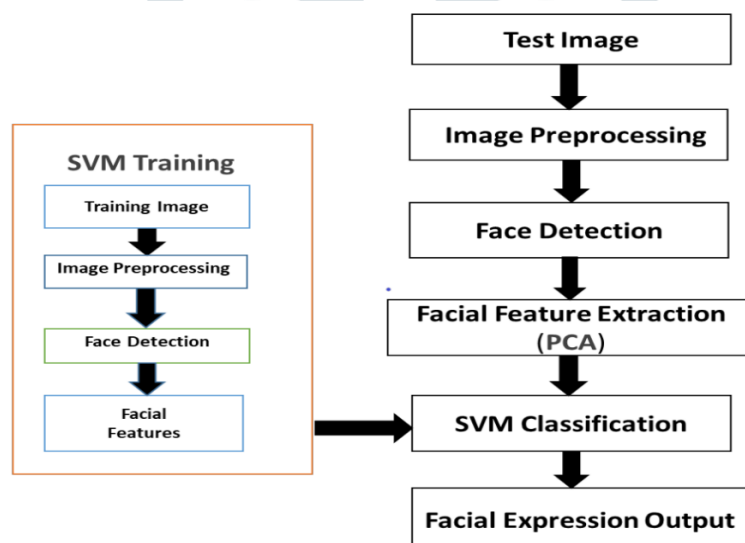 SVM Training
Training Image
Image Preprocessing
Face Detection
Facial
Features
Test Image
Image Preprocessing
Face Detection
Facial Feature Extraction
(PCA)
SVM Classification
Facial Expression Output